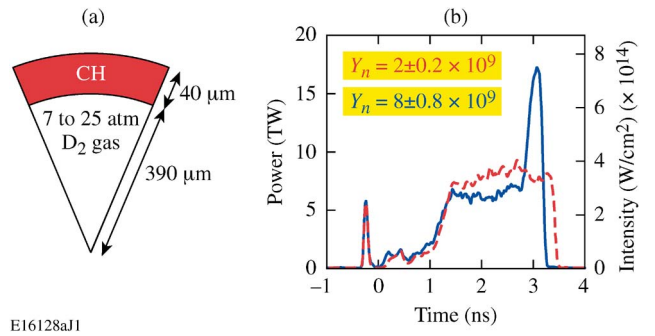 (a)
CH
40 μm
7 to 25 atm
D2 gas
390 μm
E16128aJ1
(b)
Yn = 2±0.2 × 10⁹
Yn = 8±0.8 × 10⁹
Power (TW)
20
15
10
5
0
−1 0 1 2 3 4
Time (ns)
8
6
4
2
0
Intensity (W/cm²) (× 10¹⁴)